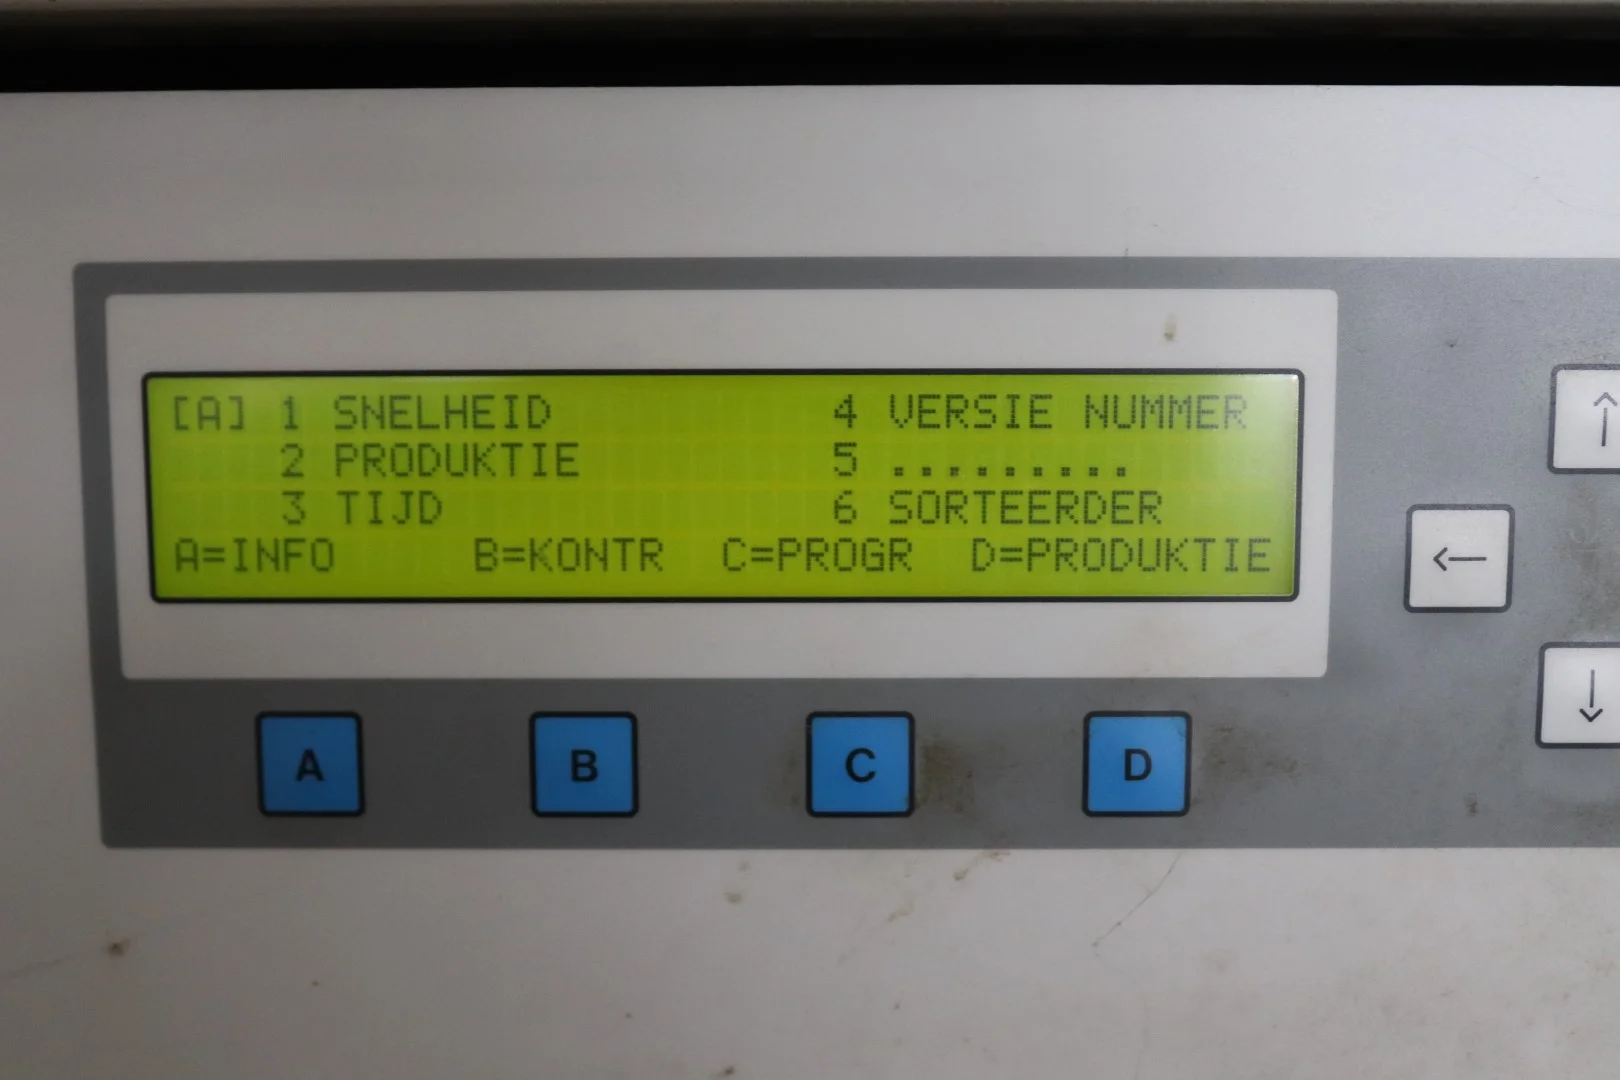 [A] 1 SNELHEID 4 VERSIE NUMMER
2 PRODUKTIE 5 .........
3 TIJD 6 SORTEERDER
A=INFO B=KONTR C=PROGR D=PRODUKTIE
↑
←
↓
A B C D